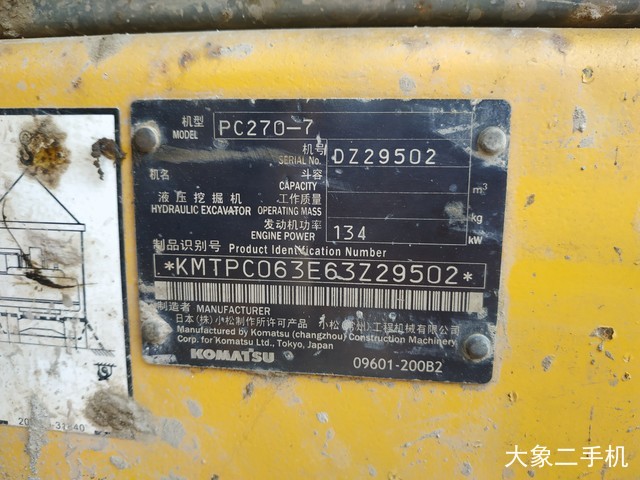 机型
MODEL
PC270-7
机号
SERIAL No.
DZ29502
机名
斗容
CAPACITY
m³
液压挖掘机
HYDRAULIC EXCAVATOR
工作质量
OPERATING MASS
kg
发动机功率
ENGINE POWER
134
kW
制品识别号 Product Identification Number
*KMTPC063E63Z29502*
制造者 MANUFACTURER
日本(株)小松制作所许可产品 小松(常州)工程机械有限公司
Manufactured by Komatsu (changzhou) Construction Machinery
Corp. for Komatsu Ltd., Tokyo, Japan
KOMATSU
09601-200B2
大象二手机